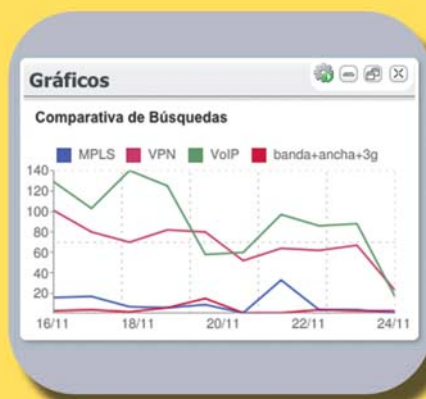 Gráficos
Comparativa de Búsquedas
MPLS VPN VoIP banda+ancha+3g
140
120
100
80
60
40
20
16/11 18/11 20/11 22/11 24/11